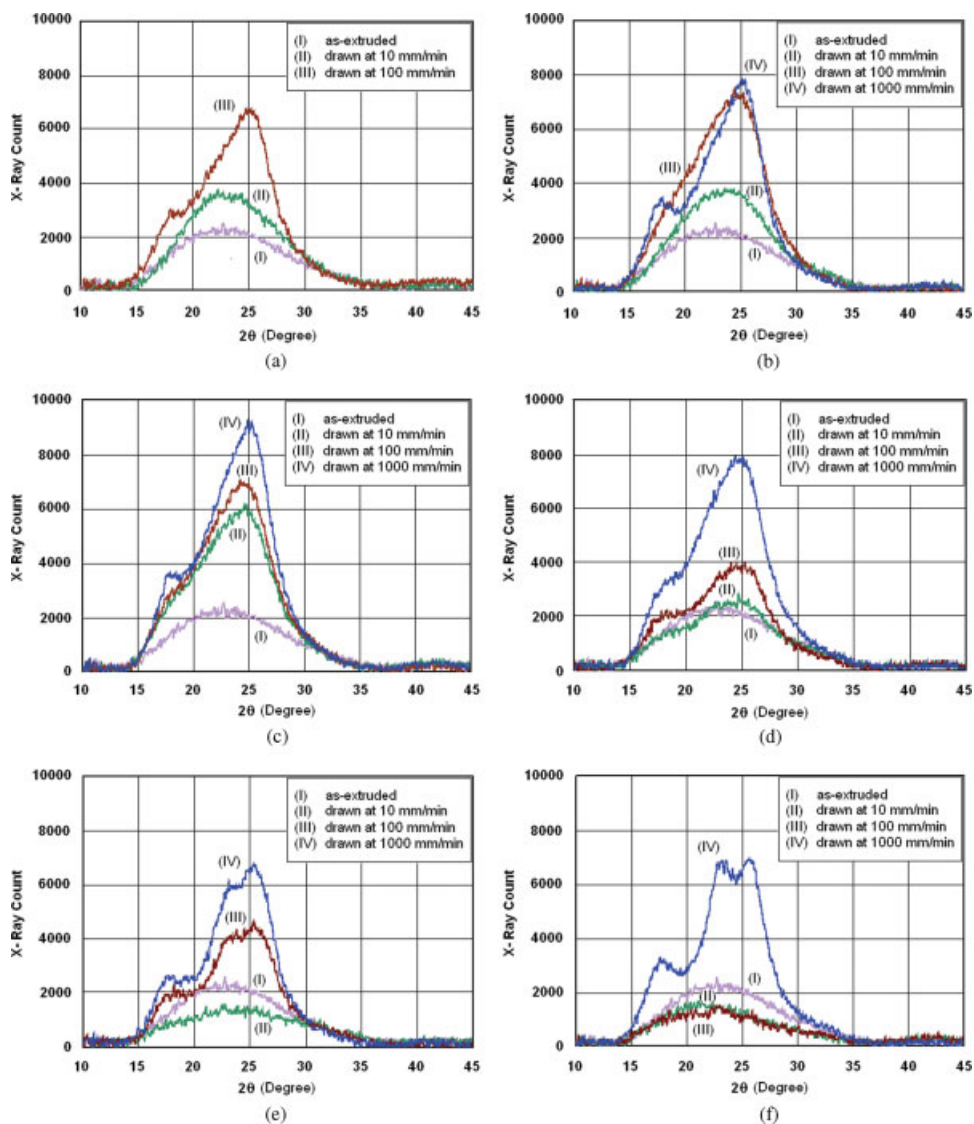 10000
8000
6000
4000
2000
0
X- Ray Count
(I) as-extruded
(II) drawn at 10 mm/min
(III) drawn at 100 mm/min
(III)
(II)
(I)
10 15 20 25 30 35 40 45
2θ (Degree)
(a)
10000
8000
6000
4000
2000
0
X- Ray Count
(I) as-extruded
(II) drawn at 10 mm/min
(III) drawn at 100 mm/min
(IV) drawn at 1000 mm/min
(IV)
(III)
(II)
(I)
10 15 20 25 30 35 40 45
2θ (Degree)
(b)
10000
8000
6000
4000
2000
0
X- Ray Count
(I) as-extruded
(II) drawn at 10 mm/min
(III) drawn at 100 mm/min
(IV) drawn at 1000 mm/min
(IV)
(III)
(II)
(I)
10 15 20 25 30 35 40 45
2θ (Degree)
(c)
10000
8000
6000
4000
2000
0
X- Ray Count
(I) as-extruded
(II) drawn at 10 mm/min
(III) drawn at 100 mm/min
(IV) drawn at 1000 mm/min
(IV)
(III)
(II)
(I)
10 15 20 25 30 35 40 45
2θ (Degree)
(d)
10000
8000
6000
4000
2000
0
X- Ray Count
(I) as-extruded
(II) drawn at 10 mm/min
(III) drawn at 100 mm/min
(IV) drawn at 1000 mm/min
(IV)
(III)
(I)
(II)
10 15 20 25 30 35 40 45
2θ (Degree)
(e)
10000
8000
6000
4000
2000
0
X- Ray Count
(I) as-extruded
(II) drawn at 10 mm/min
(III) drawn at 100 mm/min
(IV) drawn at 1000 mm/min
(IV)
(I)
(II)
(III)
10 15 20 25 30 35 40 45
2θ (Degree)
(f)